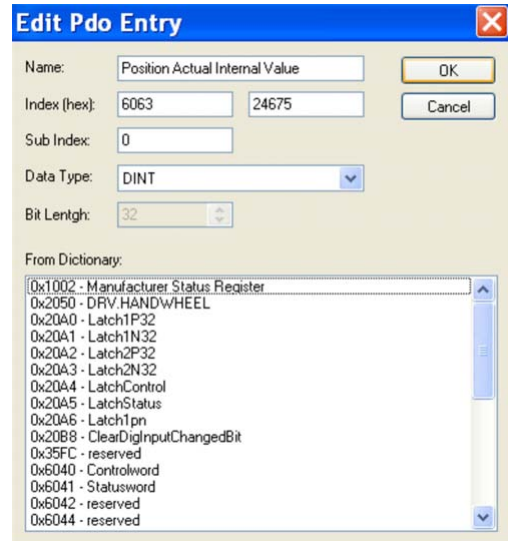 Edit Pdo Entry
Name: Position Actual Internal Value OK
Index (hex): 6063 24675 Cancel
Sub Index: 0
Data Type: DINT
Bit Lentgh: 32
From Dictionary:
0x1002 - Manufacturer Status Register
0x2050 - DRV.HANDWHEEL
0x20A0 - Latch1P32
0x20A1 - Latch1N32
0x20A2 - Latch2P32
0x20A3 - Latch2N32
0x20A4 - LatchControl
0x20A5 - LatchStatus
0x20A6 - Latch1pn
0x20B8 - ClearDigInputChangedBit
0x35FC - reserved
0x6040 - Controlword
0x6041 - Statusword
0x6042 - reserved
0x6044 - reserved